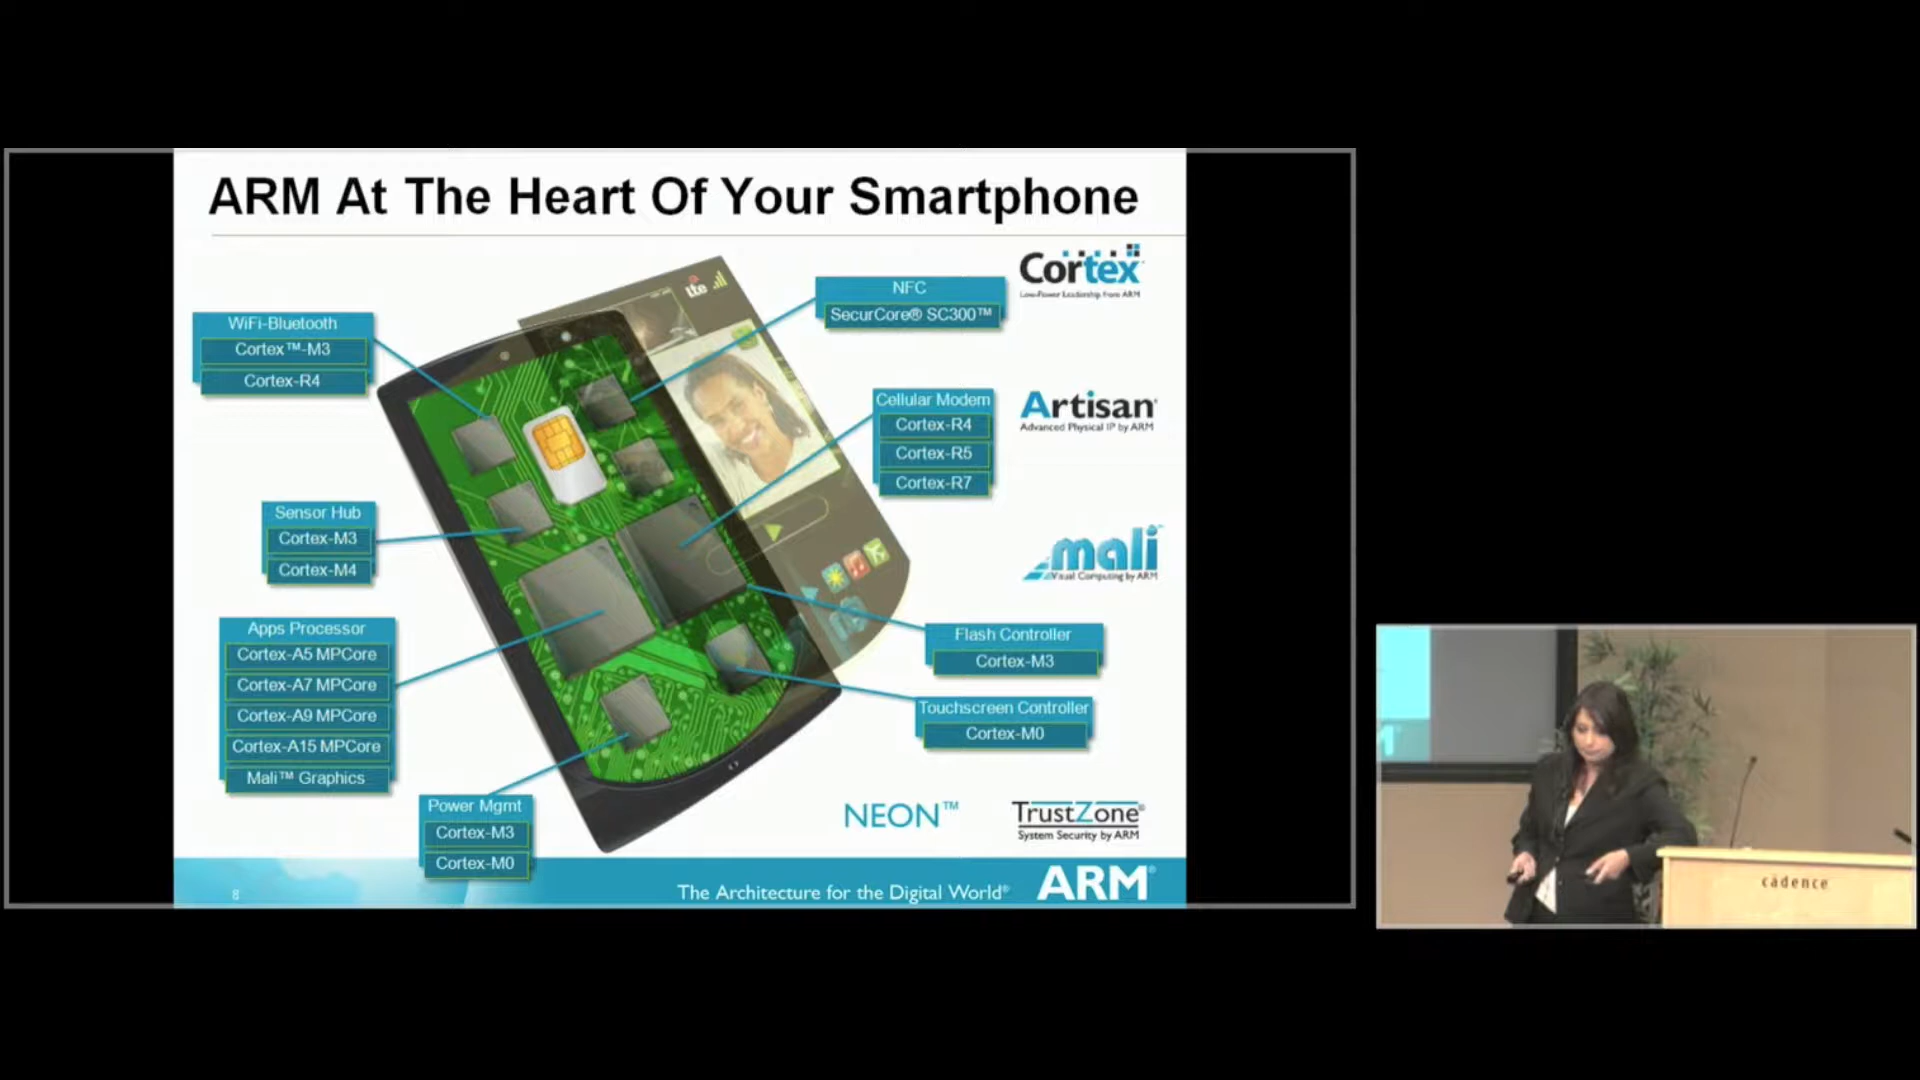 ARM At The Heart Of Your Smartphone
Cortex
Low-Power Leadership from ARM
lte
NFC
SecurCore® SC300™
WiFi-Bluetooth
Cortex™-M3
Cortex-R4
Cellular Modem
Cortex-R4
Cortex-R5
Cortex-R7
Artisan
Advanced Physical IP by ARM
Sensor Hub
Cortex-M3
Cortex-M4
mali
Visual Computing by ARM
Apps Processor
Cortex-A5 MPCore
Cortex-A7 MPCore
Cortex-A9 MPCore
Cortex-A15 MPCore
Mali™ Graphics
Flash Controller
Cortex-M3
Touchscreen Controller
Cortex-M0
Power Mgmt
Cortex-M3
Cortex-M0
NEON™
TrustZone®
System Security by ARM
8
The Architecture for the Digital World®
ARM®
cādence